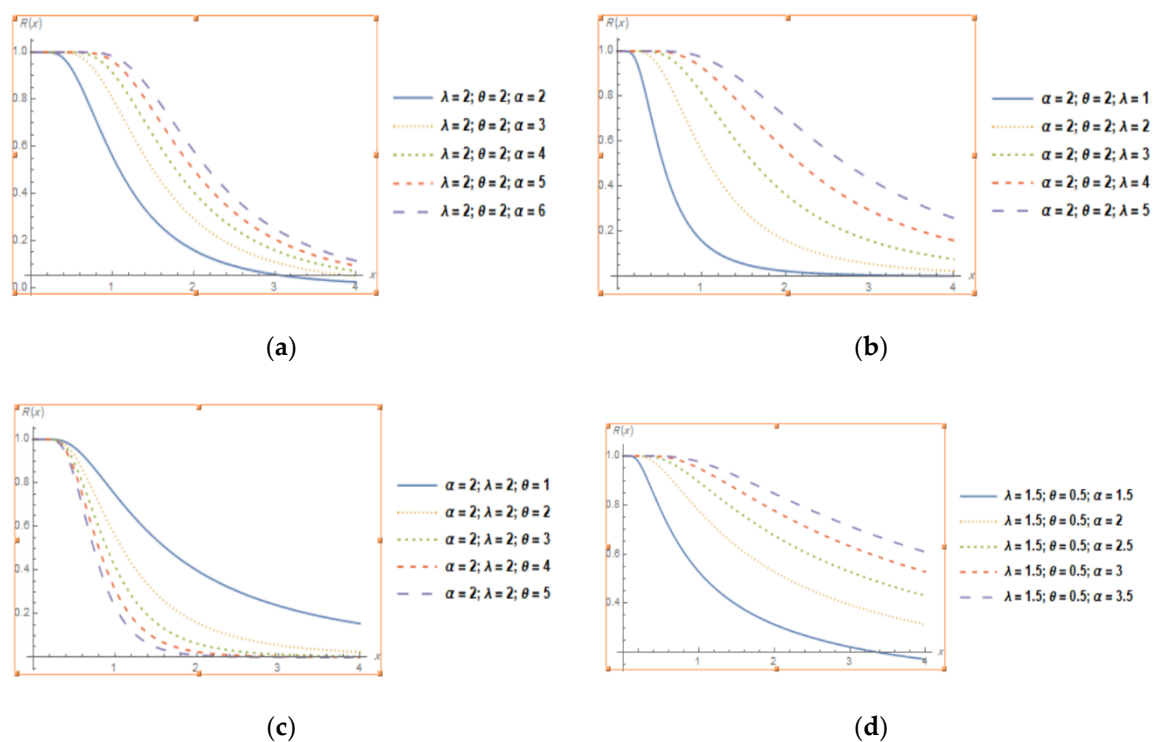 R(x)
1.0
0.8
0.6
0.4
0.2
0.0
1
2
3
4
x
λ = 2; θ = 2; α = 2
λ = 2; θ = 2; α = 3
λ = 2; θ = 2; α = 4
λ = 2; θ = 2; α = 5
λ = 2; θ = 2; α = 6
(a)
R(x)
1.0
0.8
0.6
0.4
0.2
1
2
3
4
x
α = 2; θ = 2; λ = 1
α = 2; θ = 2; λ = 2
α = 2; θ = 2; λ = 3
α = 2; θ = 2; λ = 4
α = 2; θ = 2; λ = 5
(b)
R(x)
1.0
0.8
0.6
0.4
0.2
1
2
3
4
x
α = 2; λ = 2; θ = 1
α = 2; λ = 2; θ = 2
α = 2; λ = 2; θ = 3
α = 2; λ = 2; θ = 4
α = 2; λ = 2; θ = 5
(c)
R(x)
1.0
0.8
0.6
0.4
1
2
3
4
x
λ = 1.5; θ = 0.5; α = 1.5
λ = 1.5; θ = 0.5; α = 2
λ = 1.5; θ = 0.5; α = 2.5
λ = 1.5; θ = 0.5; α = 3
λ = 1.5; θ = 0.5; α = 3.5
(d)